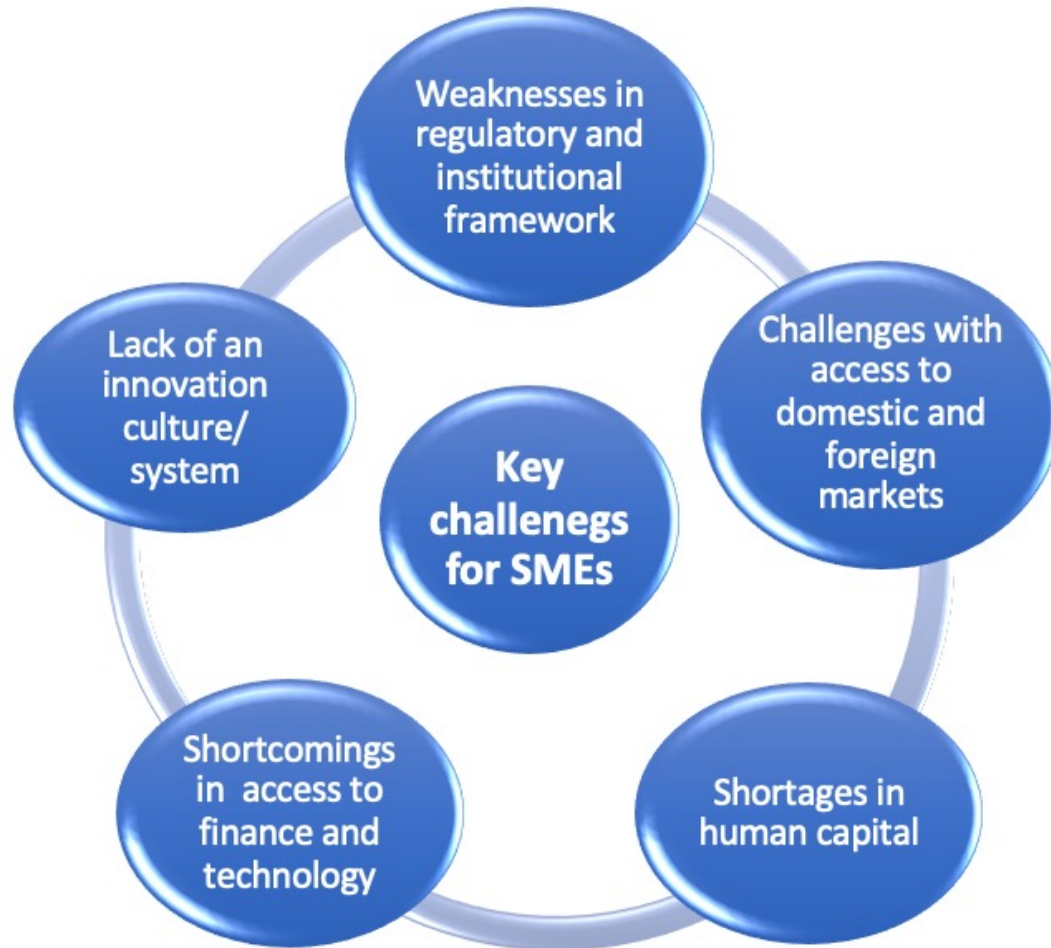 Weaknesses in
regulatory and
institutional
framework
Challenges with
access to
domestic and
foreign
markets
Shortages in
human capital
Shortcomings
in access to
finance and
technology
Lack of an
innovation
culture/
system
Key
challenegs
for SMEs